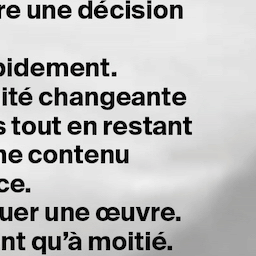 re une décision
pidement.
ité changeante
s tout en restant
ne contenu
ce.
uer une œuvre.
nt qu'à moitié.